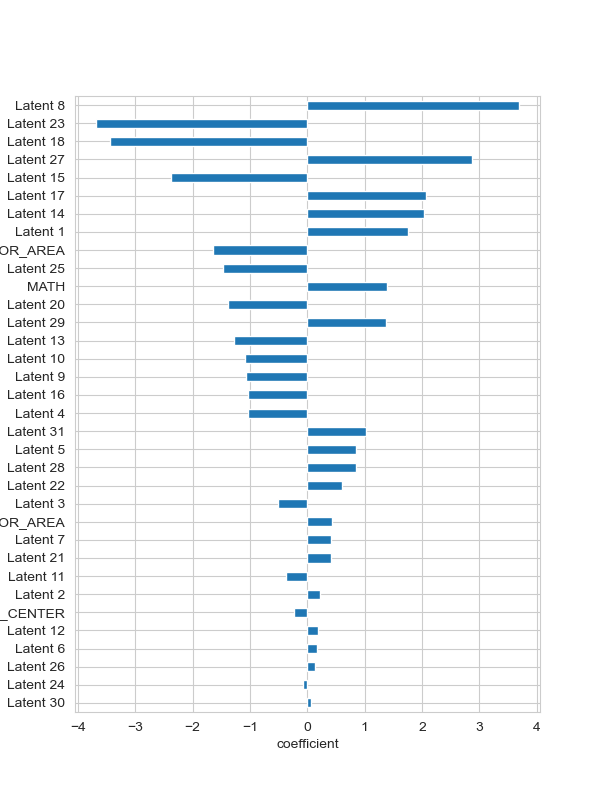 Latent 8
Latent 23
Latent 18
Latent 27
Latent 15
Latent 17
Latent 14
Latent 1
OR_AREA
Latent 25
MATH
Latent 20
Latent 29
Latent 13
Latent 10
Latent 9
Latent 16
Latent 4
Latent 31
Latent 5
Latent 28
Latent 22
Latent 3
OR_AREA
Latent 7
Latent 21
Latent 11
Latent 2
_CENTER
Latent 12
Latent 6
Latent 26
Latent 24
Latent 30
−4 −3 −2 −1 0 1 2 3 4
coefficient